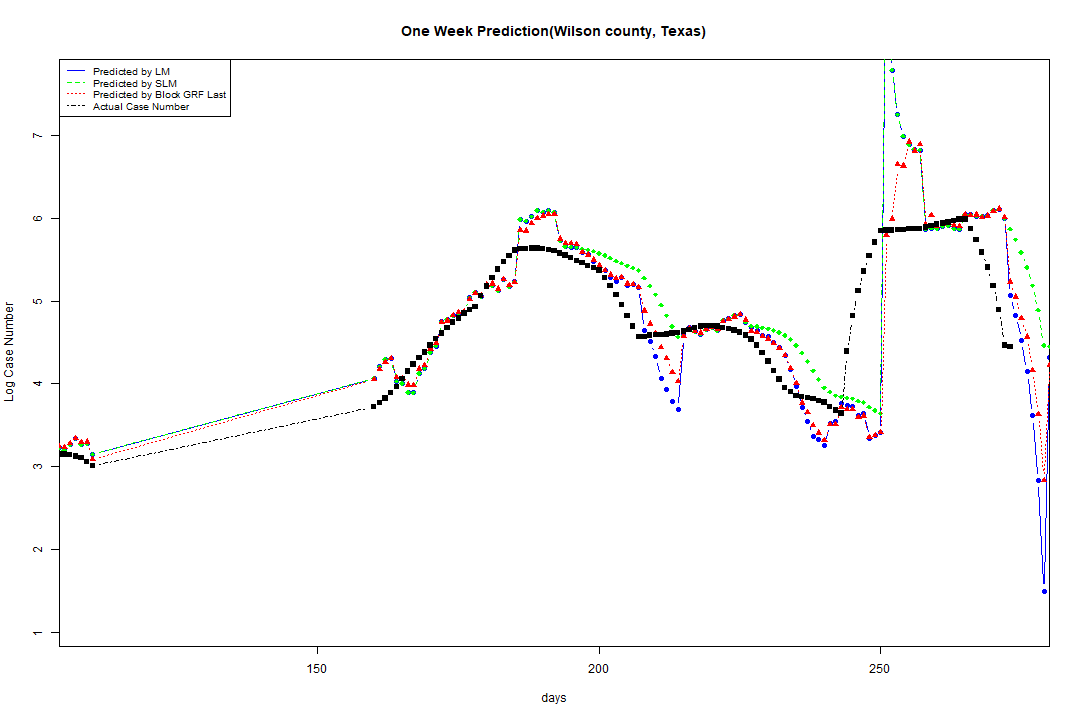 One Week Prediction(Wilson county, Texas)
Predicted by LM
Predicted by SLM
Predicted by Block GRF Last
Actual Case Number
7
6
5
4
3
2
1
Log Case Number
150 200 250
days